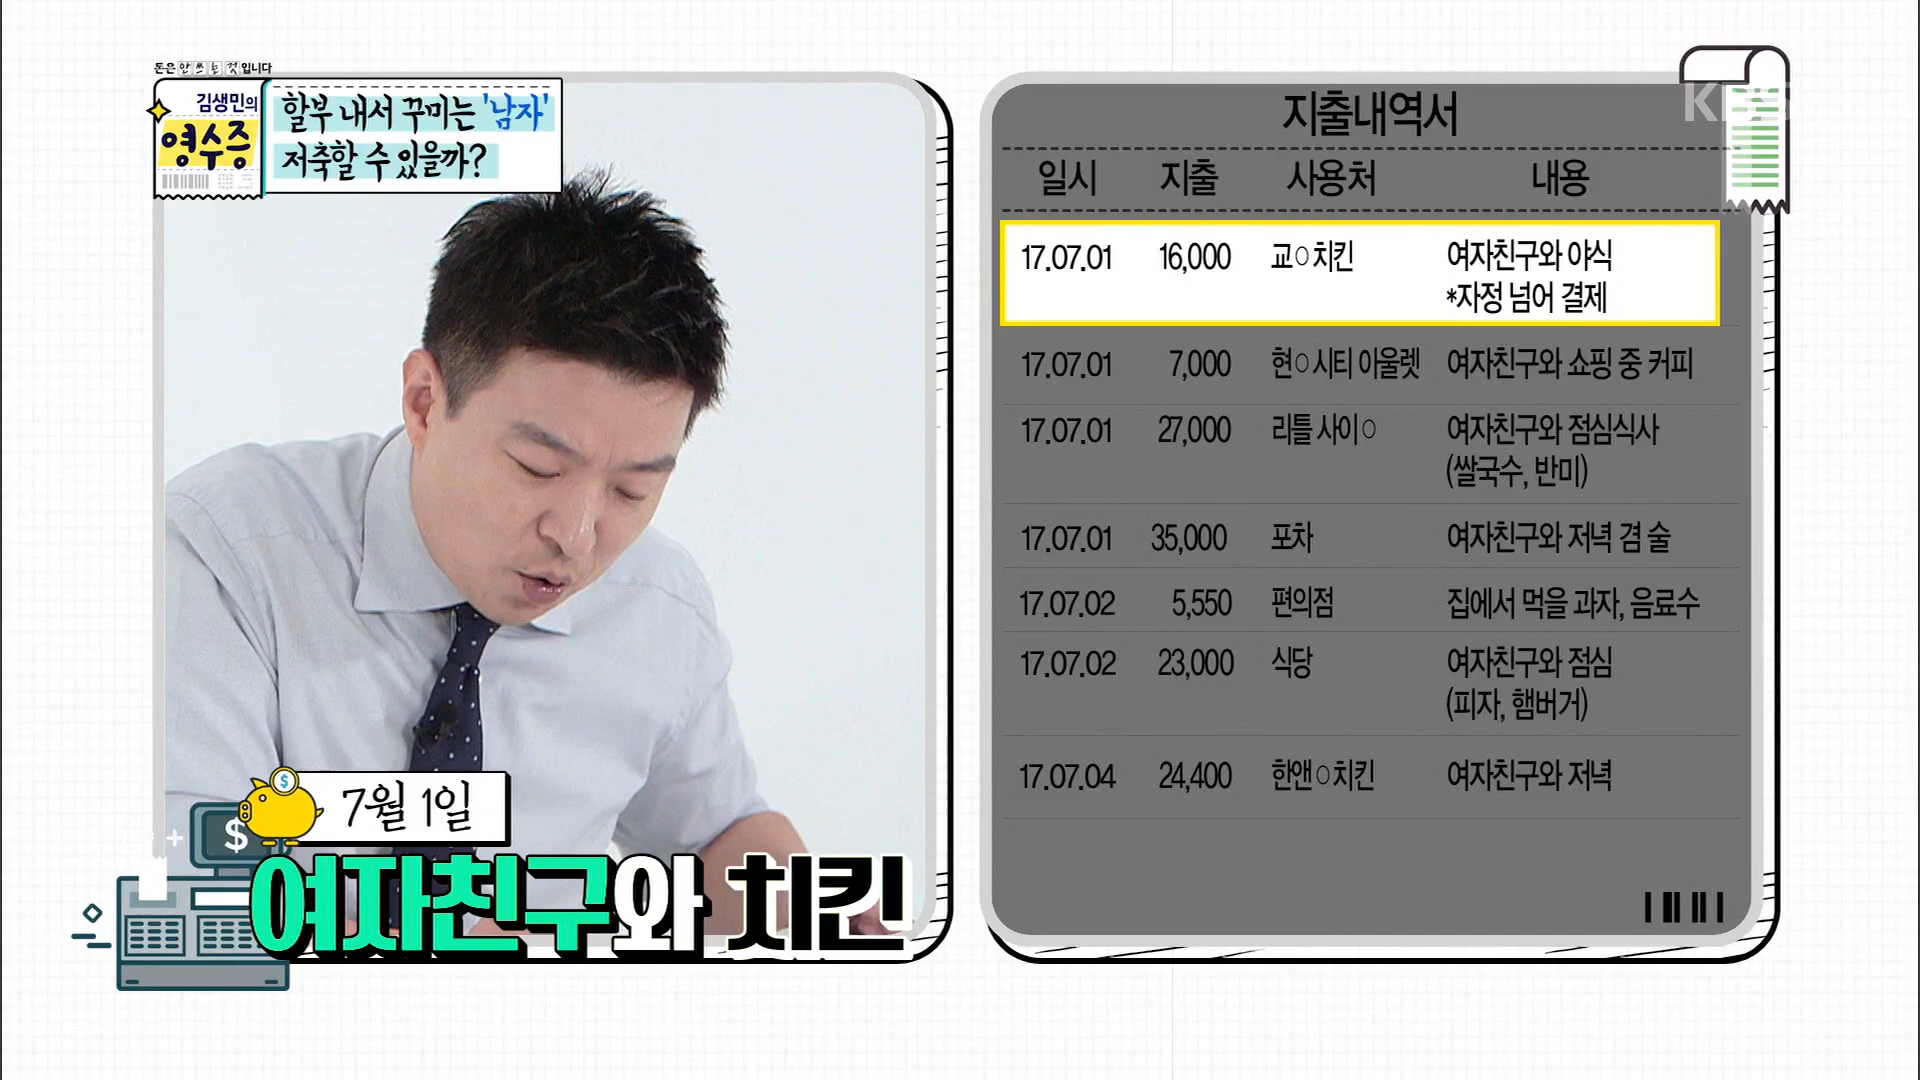 돈은 안 쓰는 것입니다
김생민의
영수증
할부 내서 꾸미는 '남자'
저축할 수 있을까?
KBS
지출내역서
일시 지출 사용처 내용
17.07.01 16,000 교○치킨 여자친구와 야식
*자정 넘어 결제
17.07.01 7,000 현○시티 아울렛 여자친구와 쇼핑 중 커피
17.07.01 27,000 리틀 사이○ 여자친구와 점심식사
(쌀국수, 반미)
17.07.01 35,000 포차 여자친구와 저녁 겸 술
17.07.02 5,550 편의점 집에서 먹을 과자, 음료수
17.07.02 23,000 식당 여자친구와 점심
(피자, 햄버거)
17.07.04 24,400 한앤○치킨 여자친구와 저녁
$
$
7월 1일
여자친구와 치킨